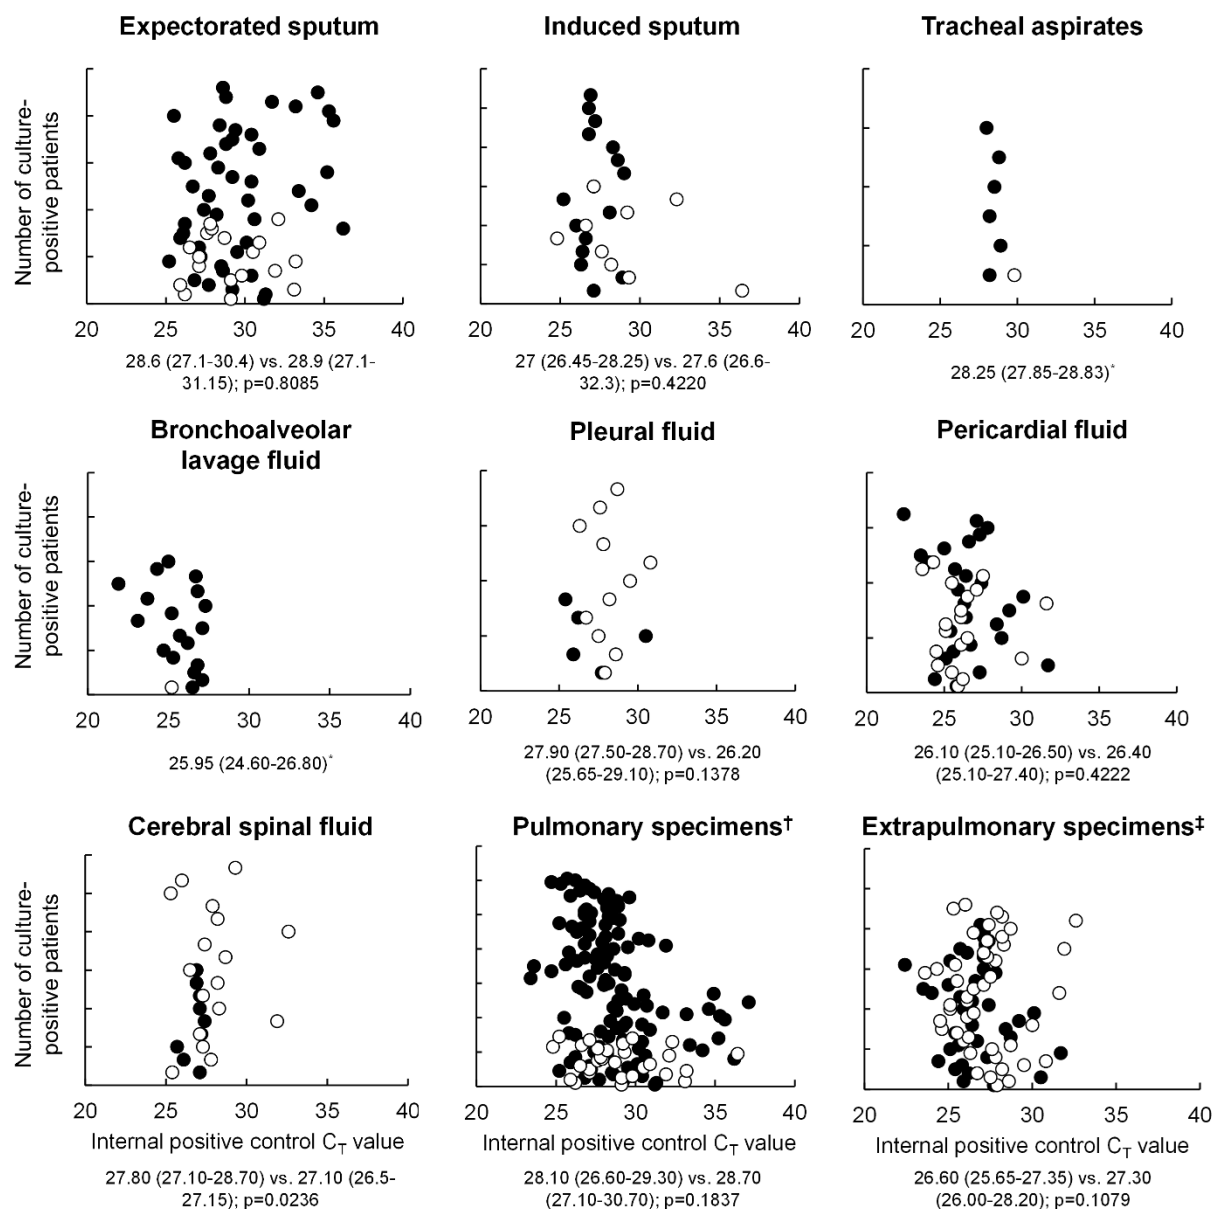 Expectorated sputum
Number of culture-
positive patients
20 25 30 35 40
28.6 (27.1-30.4) vs. 28.9 (27.1-
31.15); p=0.8085
Induced sputum
20 25 30 35 40
27 (26.45-28.25) vs. 27.6 (26.6-
32.3); p=0.4220
Tracheal aspirates
20 25 30 35 40
28.25 (27.85-28.83)*
Bronchoalveolar
lavage fluid
Number of culture-
positive patients
20 25 30 35 40
25.95 (24.60-26.80)*
Pleural fluid
20 25 30 35 40
27.90 (27.50-28.70) vs. 26.20
(25.65-29.10); p=0.1378
Pericardial fluid
20 25 30 35 40
26.10 (25.10-26.50) vs. 26.40
(25.10-27.40); p=0.4222
Cerebral spinal fluid
Number of culture-
positive patients
20 25 30 35 40
Internal positive control CT value
27.80 (27.10-28.70) vs. 27.10 (26.5-
27.15); p=0.0236
Pulmonary specimens†
20 25 30 35 40
Internal positive control CT value
28.10 (26.60-29.30) vs. 28.70
(27.10-30.70); p=0.1837
Extrapulmonary specimens‡
20 25 30 35 40
Internal positive control CT value
26.60 (25.65-27.35) vs. 27.30
(26.00-28.20); p=0.1079